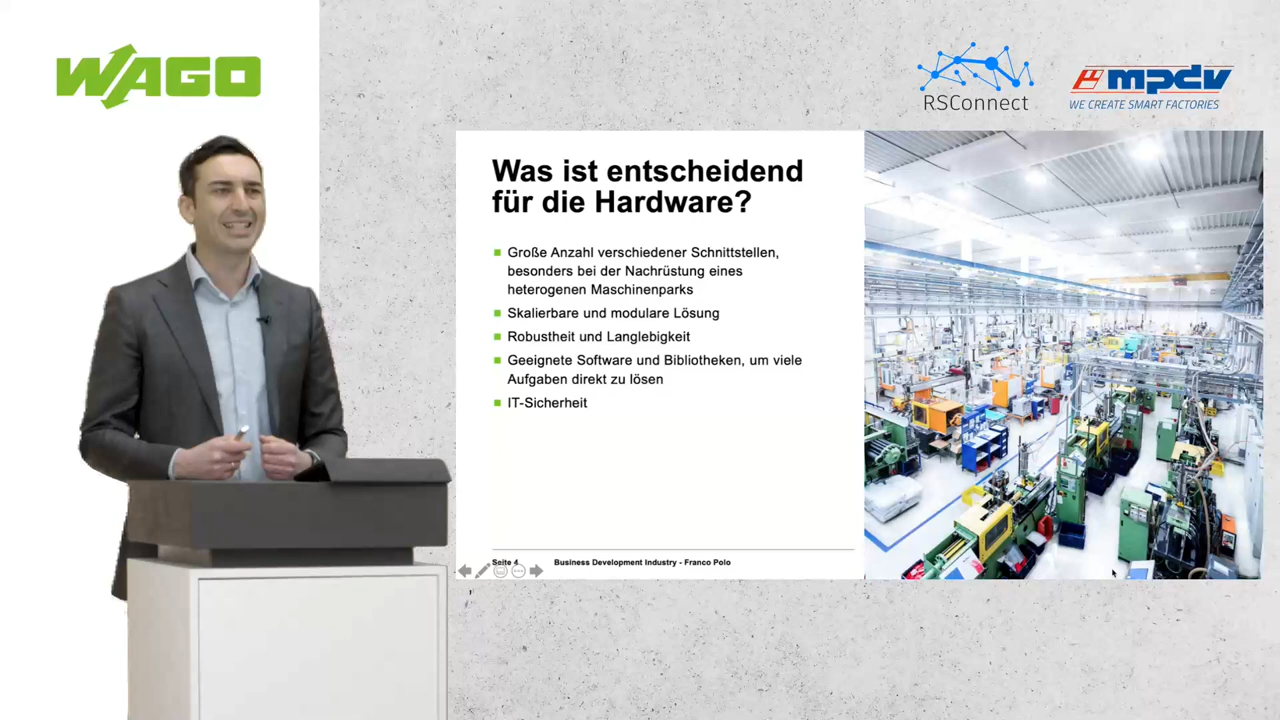 WAGO
RSConnect
mpdv
WE CREATE SMART FACTORIES
Was ist entscheidend
für die Hardware?
Große Anzahl verschiedener Schnittstellen,
besonders bei der Nachrüstung eines
heterogenen Maschinenparks
Skalierbare und modulare Lösung
Robustheit und Langlebigkeit
Geeignete Software und Bibliotheken, um viele
Aufgaben direkt zu lösen
IT-Sicherheit
Seite 4 Business Development Industry - Franco Polo